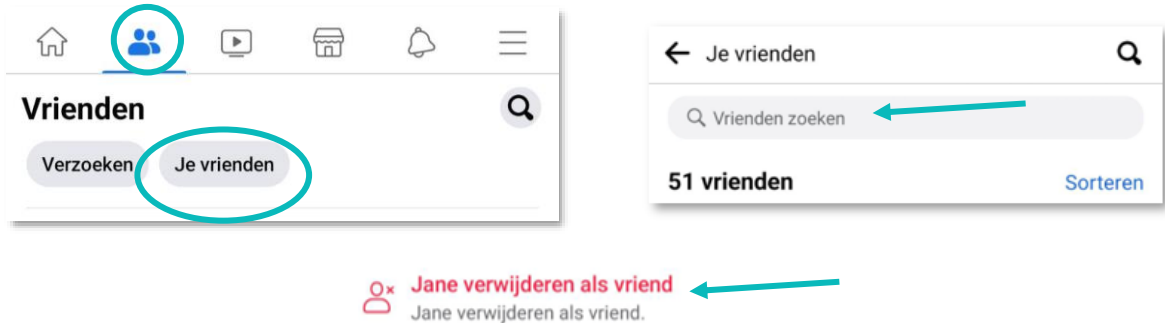 Vrienden
Verzoeken
Je vrienden
Je vrienden
Vrienden zoeken
51 vrienden
Sorteren
Jane verwijderen als vriend
Jane verwijderen als vriend.